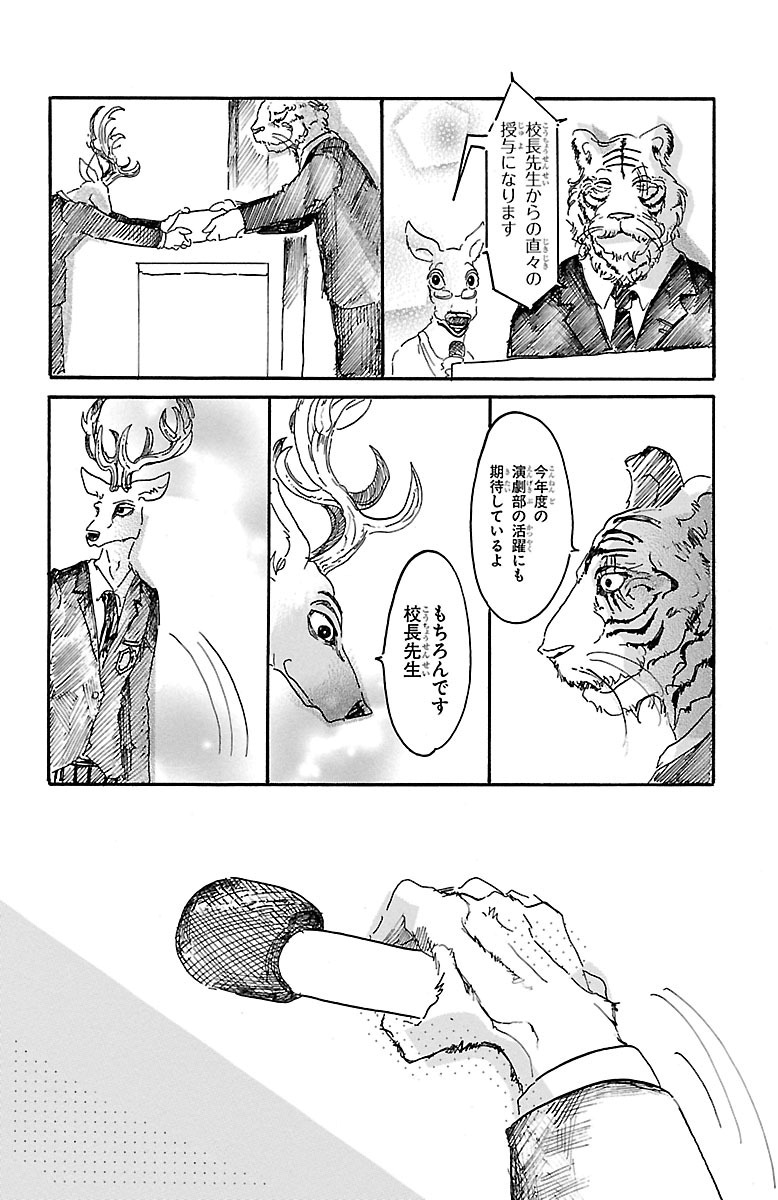 校長先生からの直々の
授与になります
今年度の
演劇部の活躍にも
期待しているよ
もちろんです
校長先生